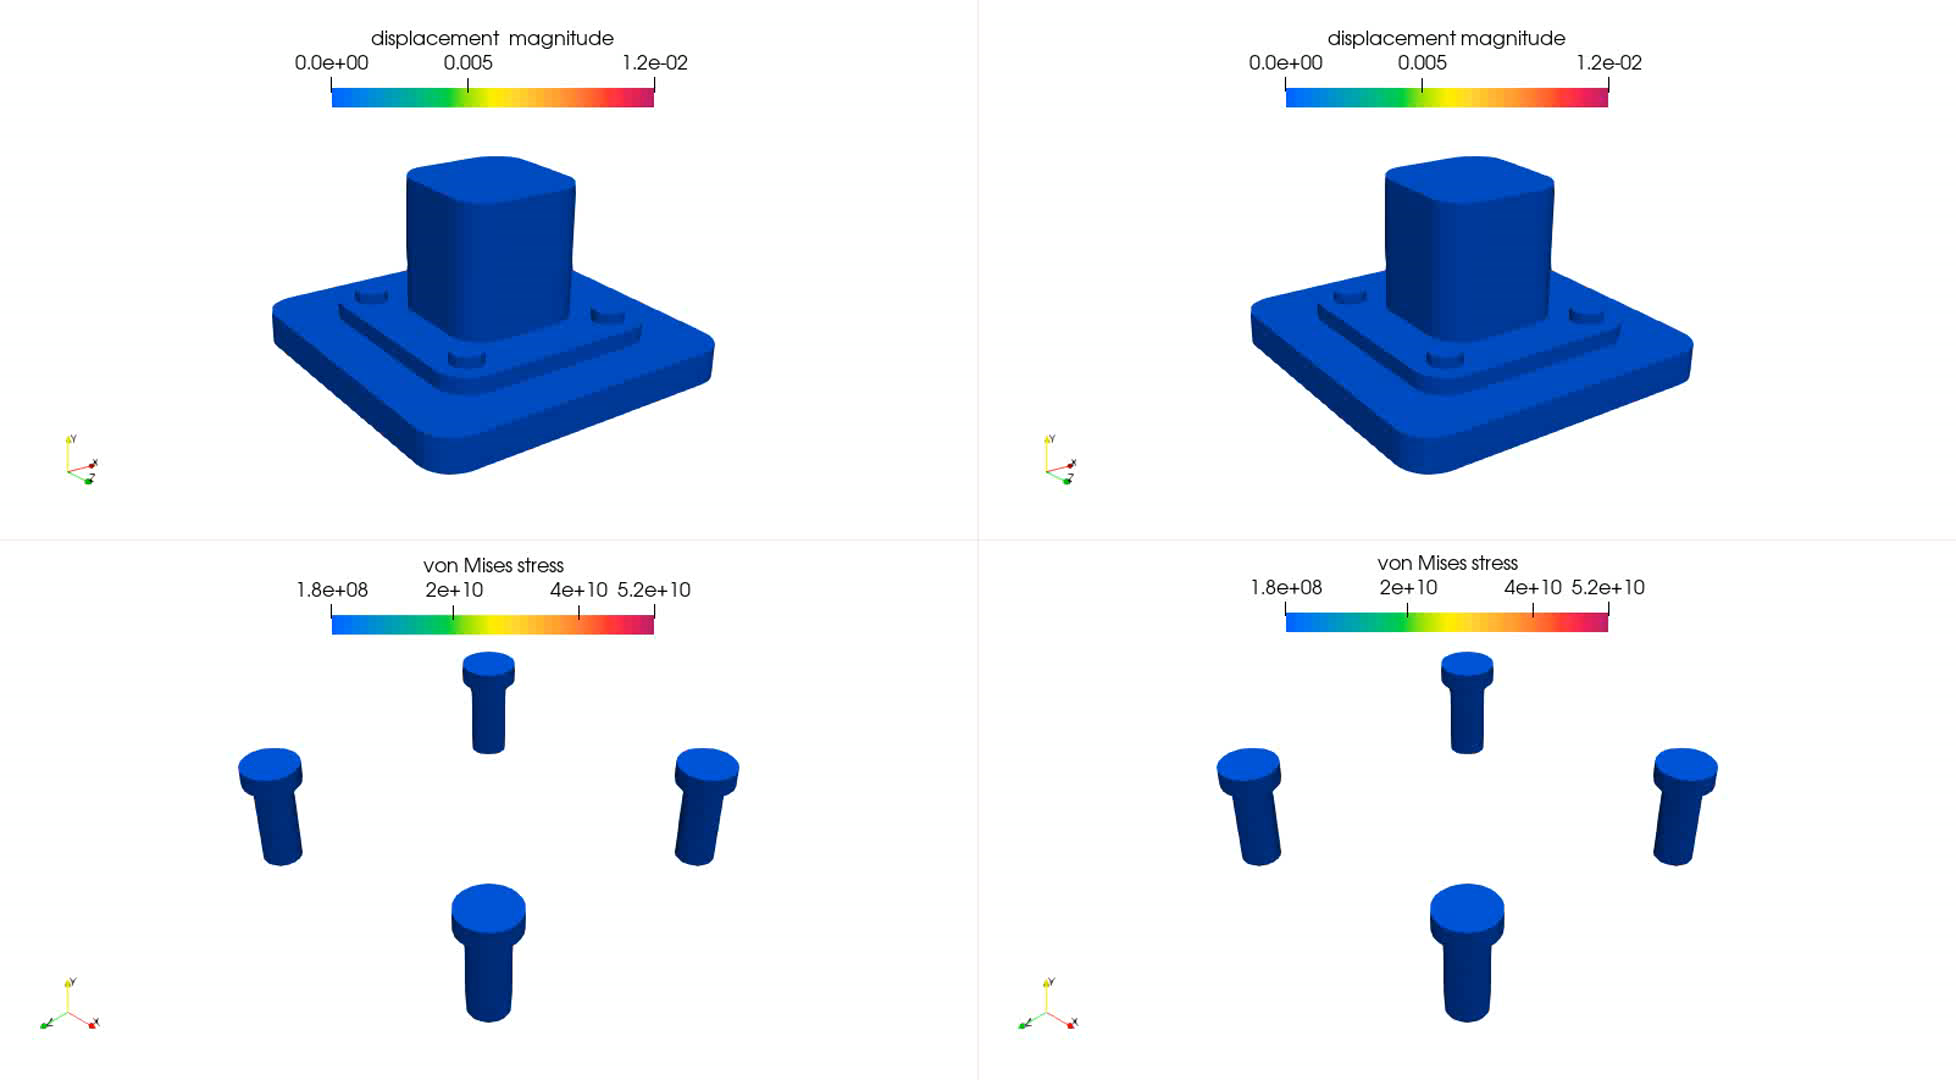 displacement magnitude
0.0e+00 0.005 1.2e-02
Y
X
Z
displacement magnitude
0.0e+00 0.005 1.2e-02
Y
X
Z
von Mises stress
1.8e+08 2e+10 4e+10 5.2e+10
Y
Z X
von Mises stress
1.8e+08 2e+10 4e+10 5.2e+10
Y
Z X